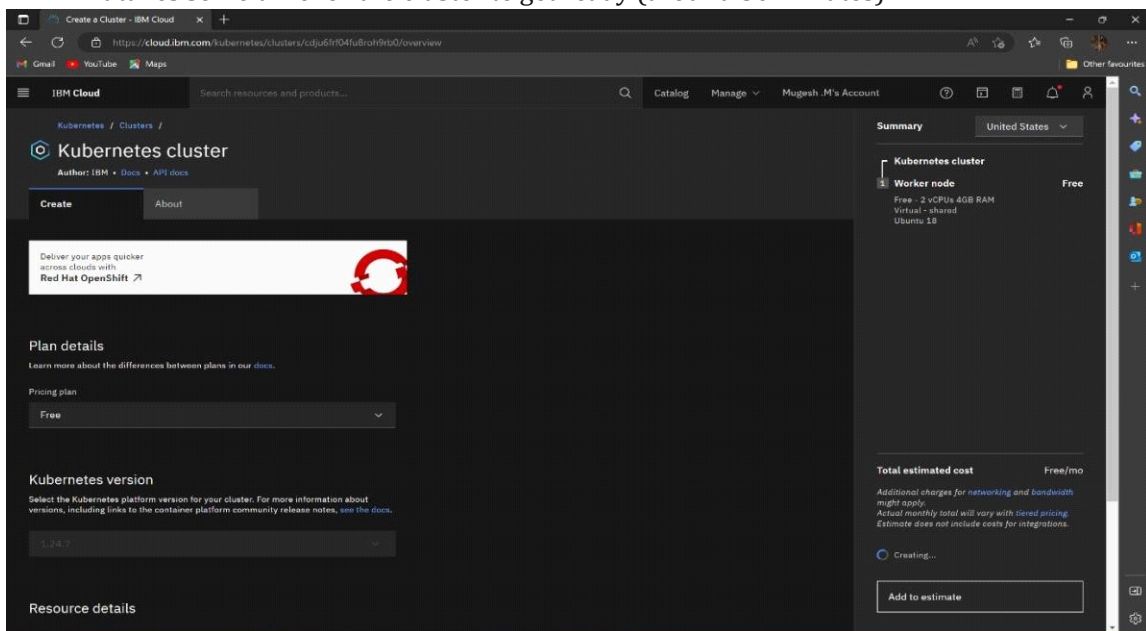 Create a Cluster - IBM Cloud
https://cloud.ibm.com/kubernetes/clusters/cdju6frf04fu8roh9rb0/overview
Gmail YouTube Maps Other favourites
IBM Cloud Search resources and products... Catalog Manage Mugesh .M's Account
Kubernetes / Clusters /
Kubernetes cluster
Author: IBM • Docs • API docs
Create About
Deliver your apps quicker
across clouds with
Red Hat OpenShift
Plan details
Learn more about the differences between plans in our docs.
Pricing plan
Free
Kubernetes version
Select the Kubernetes platform version for your cluster. For more information about
versions, including links to the container platform community release notes, see the docs.
1.24.7
Resource details
Summary United States
Kubernetes cluster
1 Worker node Free
Free - 2 vCPUs 4GB RAM
Virtual - shared
Ubuntu 18
Total estimated cost Free/mo
Additional charges for networking and bandwidth
might apply.
Actual monthly total will vary with tiered pricing.
Estimate does not include costs for integrations.
Creating...
Add to estimate